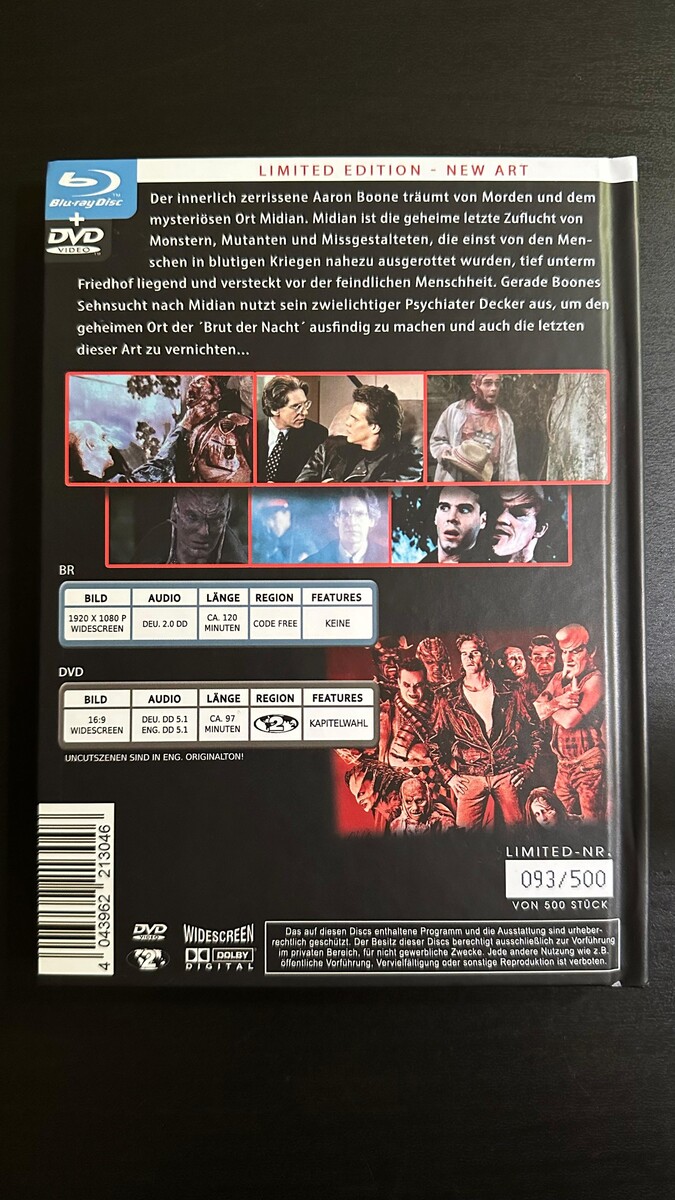 LIMITED EDITION - NEW ART
Blu-ray Disc
TM
+
DVD
VIDEO
Der innerlich zerrissene Aaron Boone träumt von Morden und dem
mysteriösen Ort Midian. Midian ist die geheime letzte Zuflucht von
Monstern, Mutanten und Missgestalteten, die einst von den Men-
schen in blutigen Kriegen nahezu ausgerottet wurden, tief unterm
Friedhof liegend und versteckt vor der feindlichen Menschheit. Gerade Boones
Sehnsucht nach Midian nutzt sein zwielichtiger Psychiater Decker aus, um den
geheimen Ort der ´Brut der Nacht´ ausfindig zu machen und auch die letzten
dieser Art zu vernichten...
BR
BILD AUDIO LÄNGE REGION FEATURES
1920 X 1080 P WIDESCREEN DEU. 2.0 DD CA. 120 MINUTEN CODE FREE KEINE
DVD
BILD AUDIO LÄNGE REGION FEATURES
16:9 WIDESCREEN DEU. DD 5.1 ENG. DD 5.1 CA. 97 MINUTEN 2 KAPITELWAHL
UNCUTSZENEN SIND IN ENG. ORIGINALTON!
LIMITED-NR.
093/500
VON 500 STÜCK
4 043962 213046
DVD
VIDEO
2
WIDESCREEN
DOLBY
DIGITAL
Das auf diesen Discs enthaltene Programm und die Ausstattung sind urheber-
rechtlich geschützt. Der Besitz dieser Discs berechtigt ausschließlich zur Vorführung
im privaten Bereich, für nicht gewerbliche Zwecke. Jede andere Nutzung wie z.B.
öffentliche Vorführung, Vervielfältigung oder sonstige Reproduktion ist verboten.